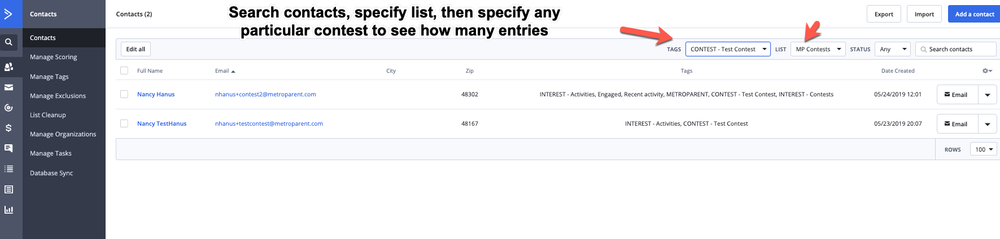 Contacts
Contacts
Manage Scoring
Manage Tags
Manage Exclusions
List Cleanup
Manage Organizations
Manage Tasks
Database Sync
Contacts (2)
Search contacts, specify list, then specify any
particular contest to see how many entries
Export Import Add a contact
Edit all TAGS CONTEST - Test Contest LIST MP Contests STATUS Any Search contacts
Full Name Email City Zip Tags Date Created
Nancy Hanus nhanus+contest2@metroparent.com 48302 INTEREST - Activities, Engaged, Recent activity, METROPARENT, CONTEST - Test Contest, INTEREST - Contests 05/24/2019 12:01 Email
Nancy TestHanus nhanus+testcontest@metroparent.com 48167 INTEREST - Activities, CONTEST - Test Contest 05/23/2019 20:07 Email
ROWS 100